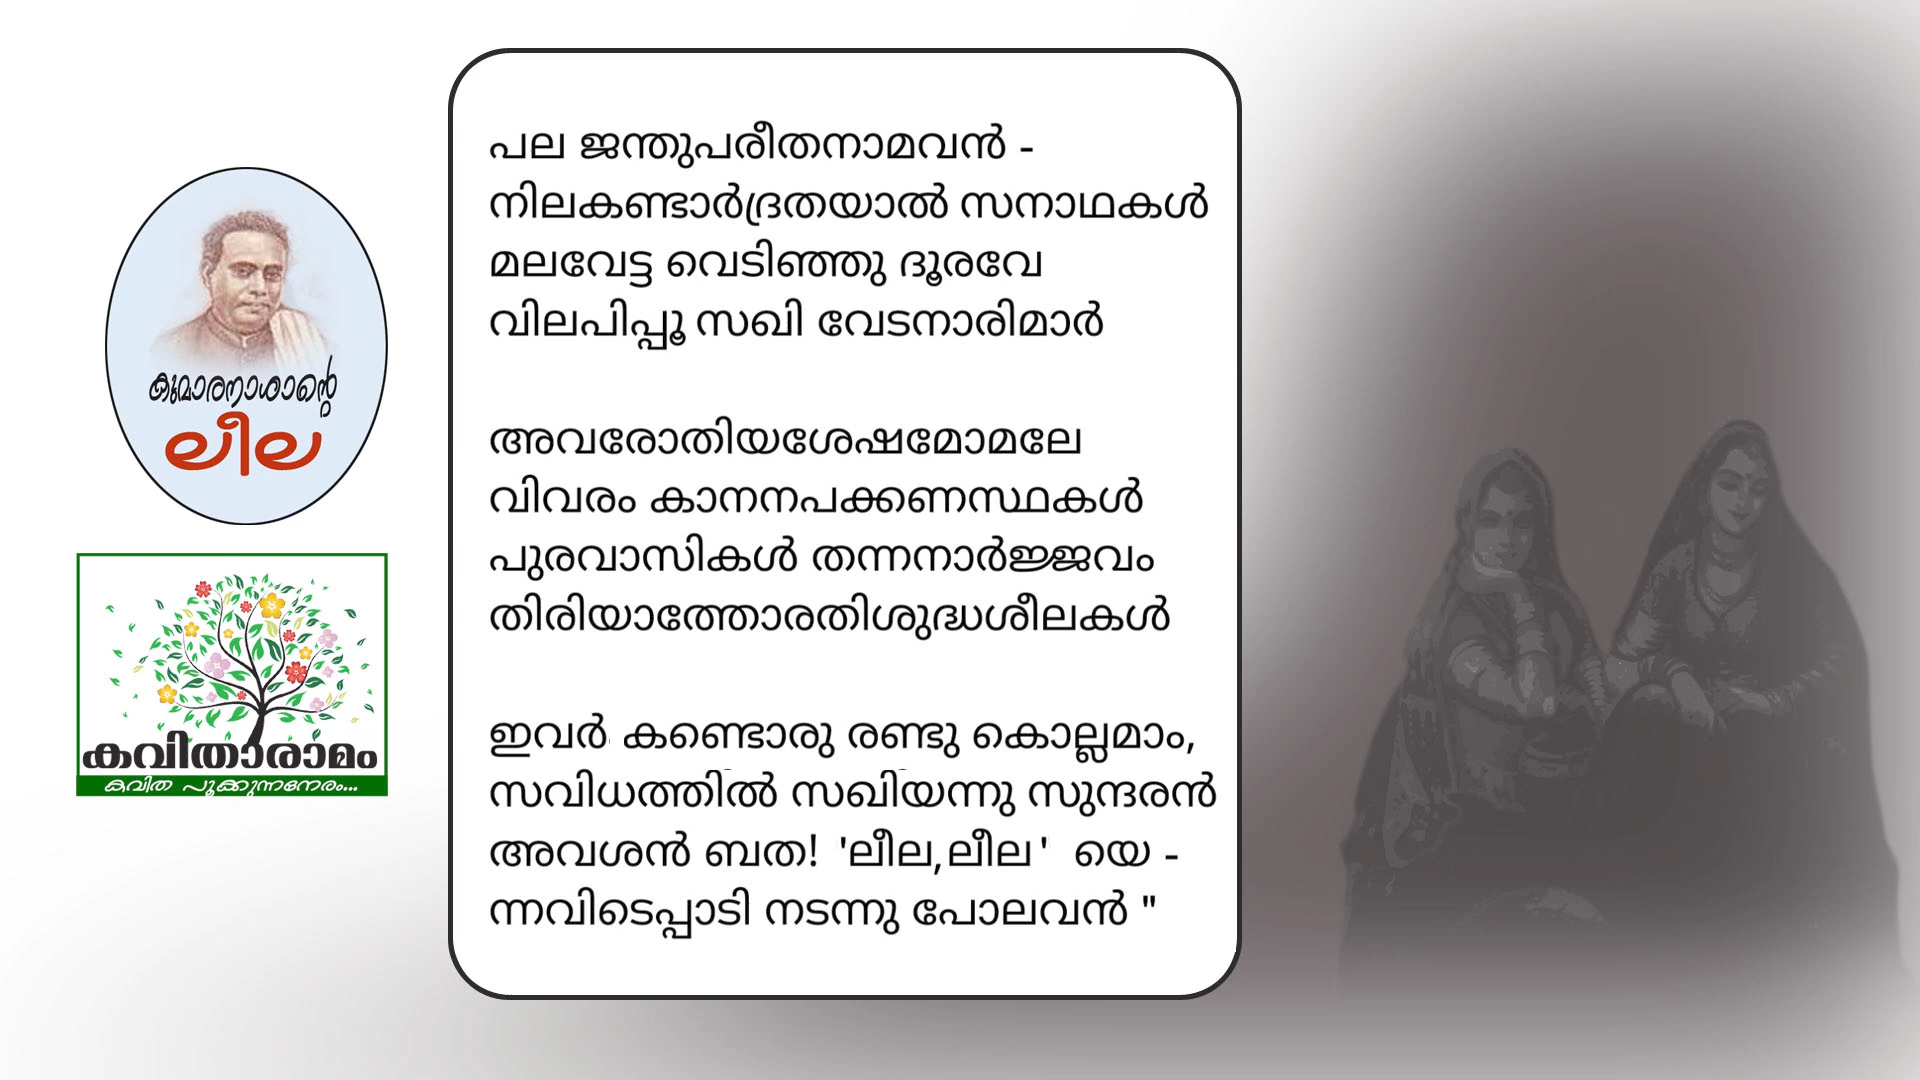 കുമാരനാശാന്റെ
ലീല
കവിതാരാമം
കവിത പൂക്കുന്നനേരം...
പല ജന്തുപരീതനാമവൻ -
നിലകണ്ടാർദ്രതയാൽ സനാഥകൾ
മലവേട്ട വെടിഞ്ഞു ദൂരവേ
വിലപിപ്പൂ സഖി വേടനാരിമാർ
അവരോതിയശേഷമോമലേ
വിവരം കാനനപക്കണസ്ഥകൾ
പുരവാസികൾ തന്നനാർജ്ജവം
തിരിയാത്തോരതിശുദ്ധശീലകൾ
ഇവർ കണ്ടൊരു രണ്ടു കൊല്ലമാം,
സവിധത്തിൽ സഖിയന്നു സുന്ദരൻ
അവശൻ ബത! 'ലീല,ലീല' യെ -
ന്നവിടെപ്പാടി നടന്നു പോലവൻ "